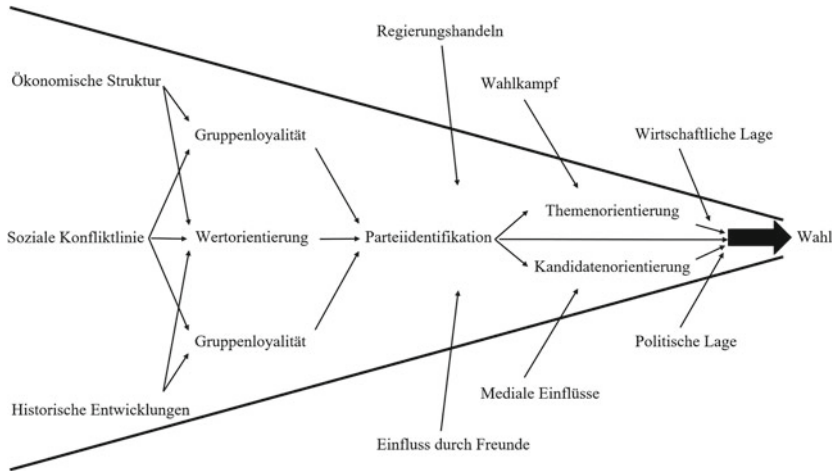 Regierungshandeln
Ökonomische Struktur
Wahlkampf
Gruppenloyalität
Wirtschaftliche Lage
Themenorientierung
Soziale Konfliktlinie
Wertorientierung
Parteiidentifikation
Wahl
Kandidatenorientierung
Gruppenloyalität
Politische Lage
Mediale Einflüsse
Historische Entwicklungen
Einfluss durch Freunde